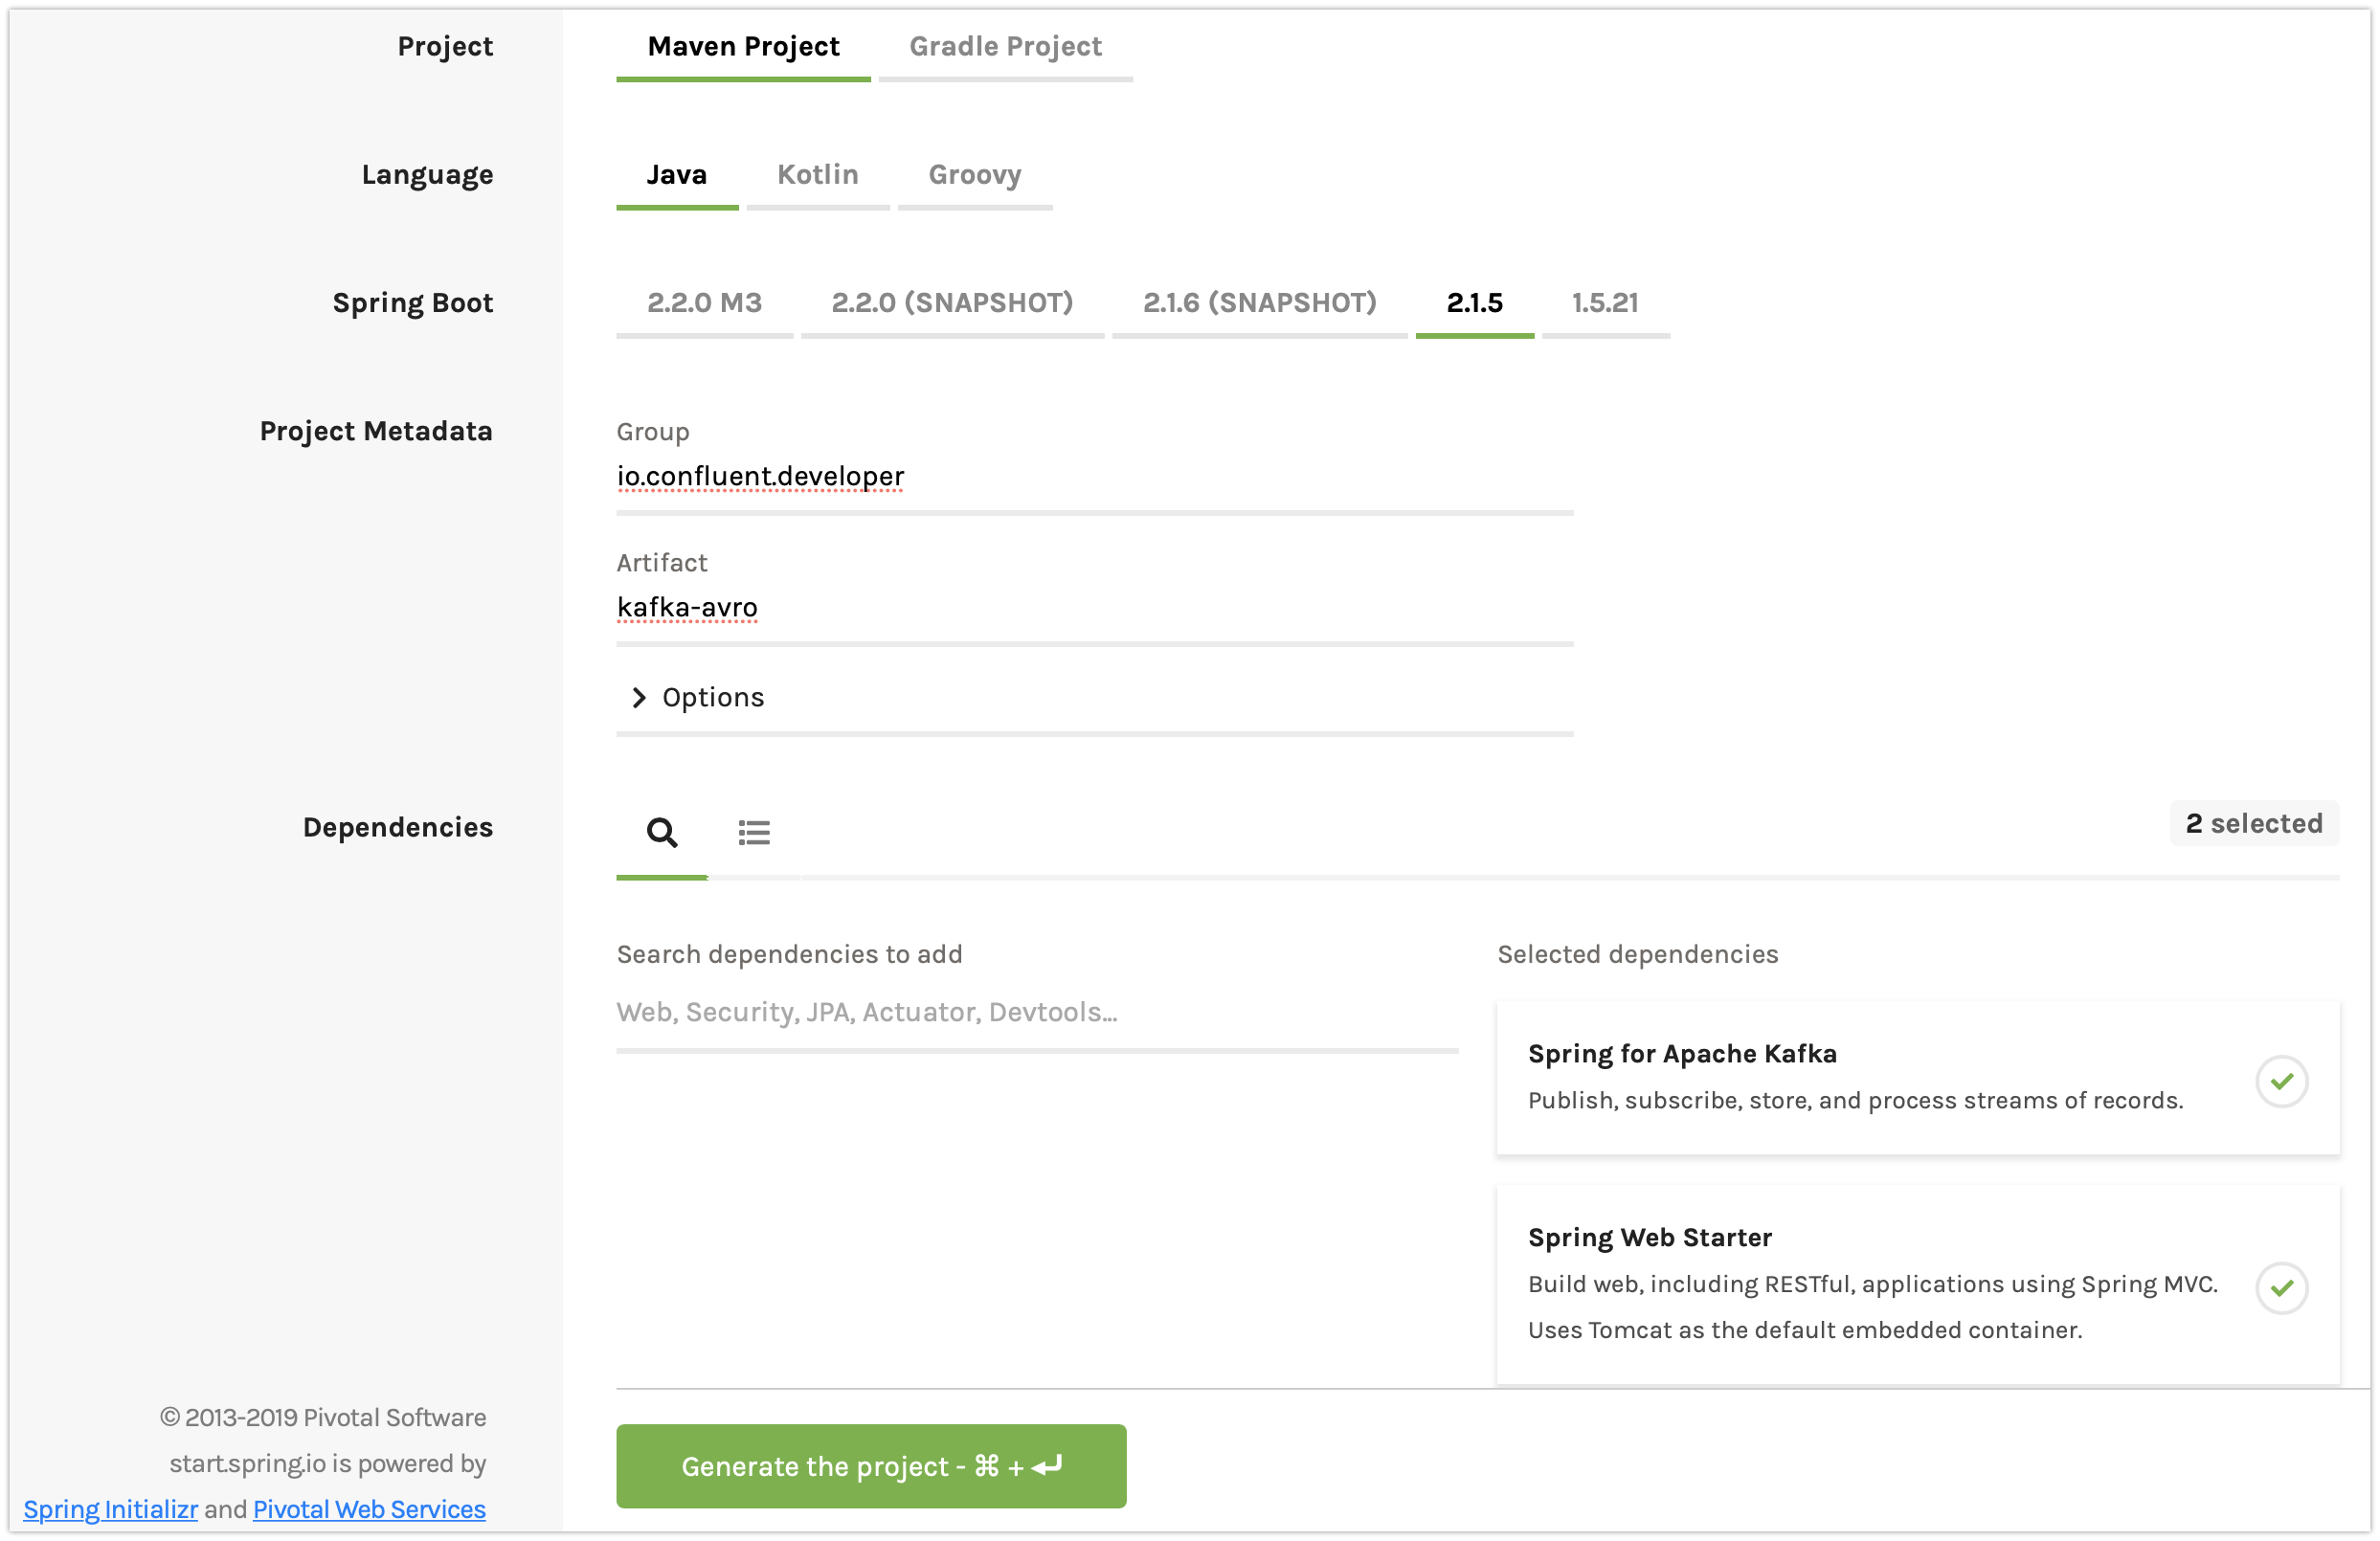 Project
Maven Project Gradle Project
Language
Java Kotlin Groovy
Spring Boot
2.2.0 M3 2.2.0 (SNAPSHOT) 2.1.6 (SNAPSHOT) 2.1.5 1.5.21
Project Metadata
Group
io.confluent.developer
Artifact
kafka-avro
Options
Dependencies
2 selected
Search dependencies to add
Web, Security, JPA, Actuator, Devtools...
Selected dependencies
Spring for Apache Kafka
Publish, subscribe, store, and process streams of records.
Spring Web Starter
Build web, including RESTful, applications using Spring MVC.
Uses Tomcat as the default embedded container.
© 2013-2019 Pivotal Software
start.spring.io is powered by
Spring Initializr and Pivotal Web Services
Generate the project - ⌘ + ↵